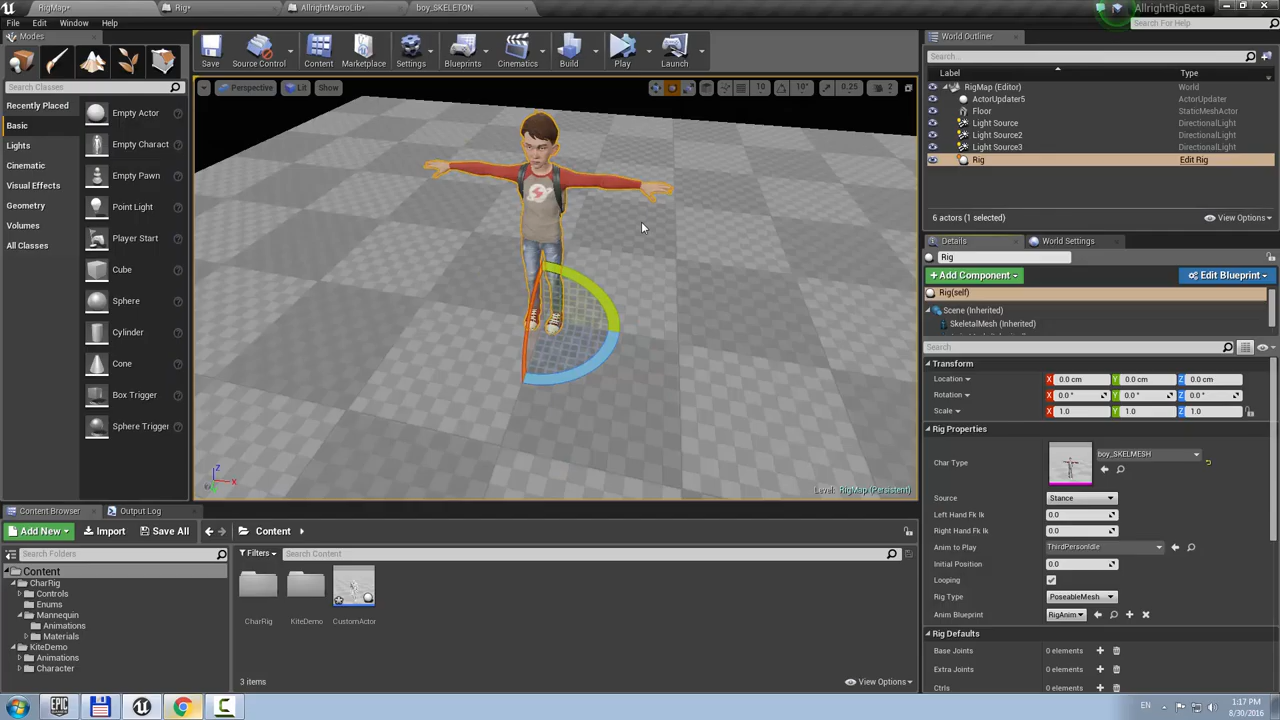 RigMap*
Rig*
AllrightMacroLib*
boy_SKELETON
AllrightRigBeta
File
Edit
Window
Help
Search For Help
Modes
Save
Source Control
Content
Marketplace
Settings
Blueprints
Cinematics
Build
Play
Launch
Search Classes
Perspective
Lit
Show
10
10°
0.25
2
Recently Placed
Basic
Lights
Cinematic
Visual Effects
Geometry
Volumes
All Classes
Empty Actor
Empty Charact
Empty Pawn
Point Light
Player Start
Cube
Sphere
Cylinder
Cone
Box Trigger
Sphere Trigger
Z
X
Level: RigMap (Persistent)
World Outliner
Search...
Label
Type
RigMap (Editor)
World
ActorUpdater5
ActorUpdater
Floor
StaticMeshActor
Light Source
DirectionalLight
Light Source2
DirectionalLight
Light Source3
DirectionalLight
Rig
Edit Rig
6 actors (1 selected)
View Options
Details
World Settings
Rig
+Add Component
Edit Blueprint
Rig(self)
Scene (Inherited)
SkeletalMesh (Inherited)
Search
Transform
Location
X 0.0 cm Y 0.0 cm Z 0.0 cm
Rotation
X 0.0 ° Y 0.0 ° Z 0.0 °
Scale
X 1.0 Y 1.0 Z 1.0
Rig Properties
Char Type
boy_SKELMESH
Source
Stance
Left Hand Fk Ik
0.0
Right Hand Fk Ik
0.0
Anim to Play
ThirdPersonIdle
Initial Position
0.0
Looping
Rig Type
PoseableMesh
Anim Blueprint
RigAnim
Rig Defaults
Base Joints
0 elements
Extra Joints
0 elements
Ctrls
0 elements
Content Browser
Output Log
Add New
Import
Save All
Content
Search Folders
Filters
Search Content
Content
CharRig
Controls
Enums
Mannequin
Animations
Materials
KiteDemo
Animations
Character
CharRig
KiteDemo
CustomActor
3 items
View Options
EPIC
EN
1:17 PM
8/30/2016